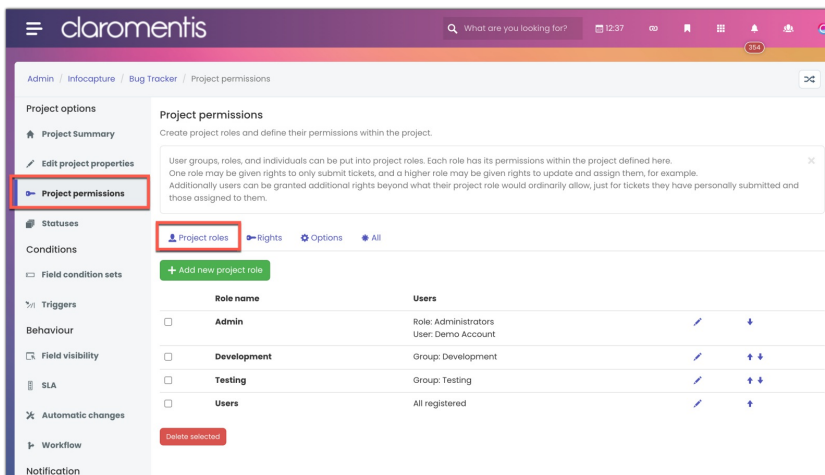 claromentis
What are you looking for?
12:37
354
Admin / Infocapture / Bug Tracker / Project permissions
Project options
Project Summary
Edit project properties
Project permissions
Statuses
Conditions
Field condition sets
Triggers
Behaviour
Field visibility
SLA
Automatic changes
Workflow
Notification
Project permissions
Create project roles and define their permissions within the project.
User groups, roles, and individuals can be put into project roles. Each role has its permissions within the project defined here.
One role may be given rights to only submit tickets, and a higher role may be given rights to update and assign them, for example.
Additionally users can be granted additional rights beyond what their project role would ordinarily allow, just for tickets they have personally submitted and
those assigned to them.
Project roles Rights Options All
+ Add new project role
Role name Users
Admin Role: Administrators
User: Demo Account
Development Group: Development
Testing Group: Testing
Users All registered
Delete selected